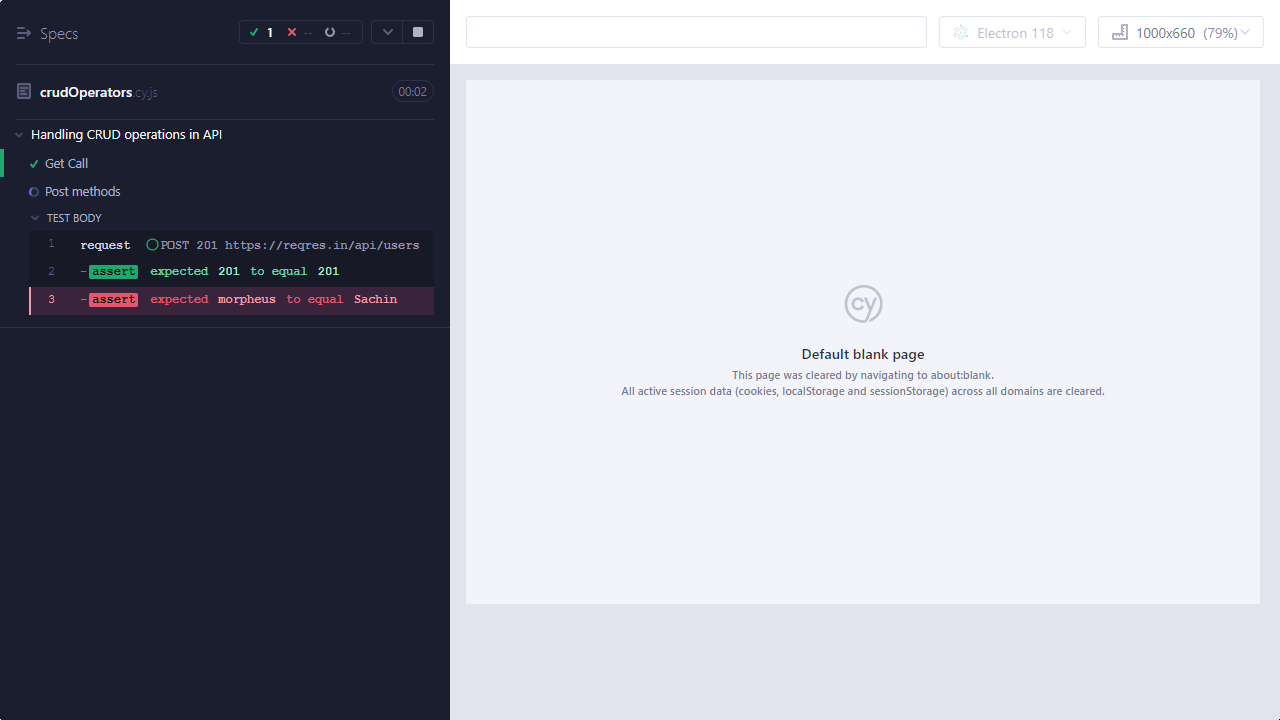 Specs 1 -- --
crudOperators.cy.js 00:02
Handling CRUD operations in API
Get Call
Post methods
TEST BODY
1 request POST 201 https://reqres.in/api/users
2 -assert expected 201 to equal 201
3 -assert expected morpheus to equal Sachin
Electron 118 1000x660 (79%)
cy
Default blank page
This page was cleared by navigating to about:blank.
All active session data (cookies, localStorage and sessionStorage) across all domains are cleared.